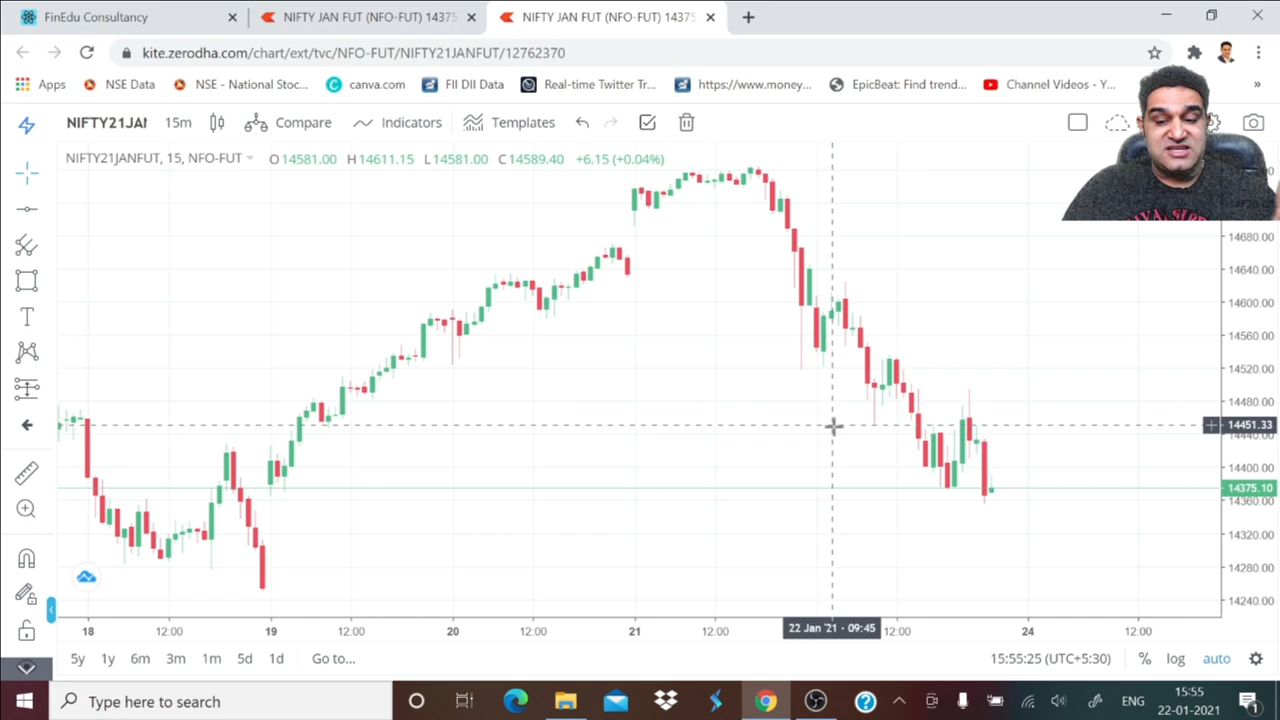 FinEdu Consultancy
NIFTY JAN FUT (NFO-FUT) 14375
NIFTY JAN FUT (NFO-FUT) 14375
kite.zerodha.com/chart/ext/tvc/NFO-FUT/NIFTY21JANFUT/12762370
Apps
NSE Data
NSE - National Stoc...
canva.com
FII DII Data
Real-time Twitter Tr...
https://www.money...
EpicBeat: Find trend...
Channel Videos - Y...
NIFTY21JAN
15m
Compare
Indicators
Templates
NIFTY21JANFUT, 15, NFO-FUT
O 14581.00 H 14611.15 L 14581.00 C 14589.40 +6.15 (+0.04%)
14680.00
14640.00
14600.00
14560.00
14520.00
14480.00
14451.33
14440.00
14400.00
14375.10
14360.00
14320.00
14280.00
14240.00
18
12:00
19
12:00
20
12:00
21
12:00
22 Jan '21 · 09:45
12:00
24
12:00
5y
1y
6m
3m
1m
5d
1d
Go to...
15:55:25 (UTC+5:30)
%
log
auto
Type here to search
ENG
15:55
22-01-2021
1